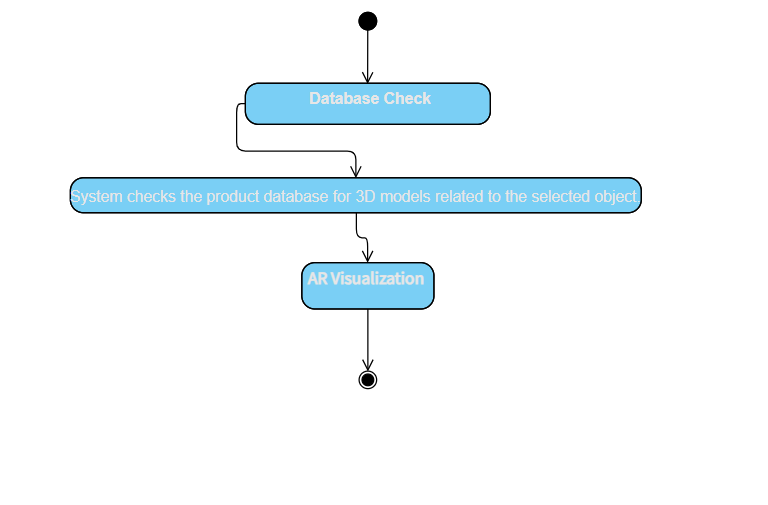 Database Check
System checks the product database for 3D models related to the selected object.
AR Visualization